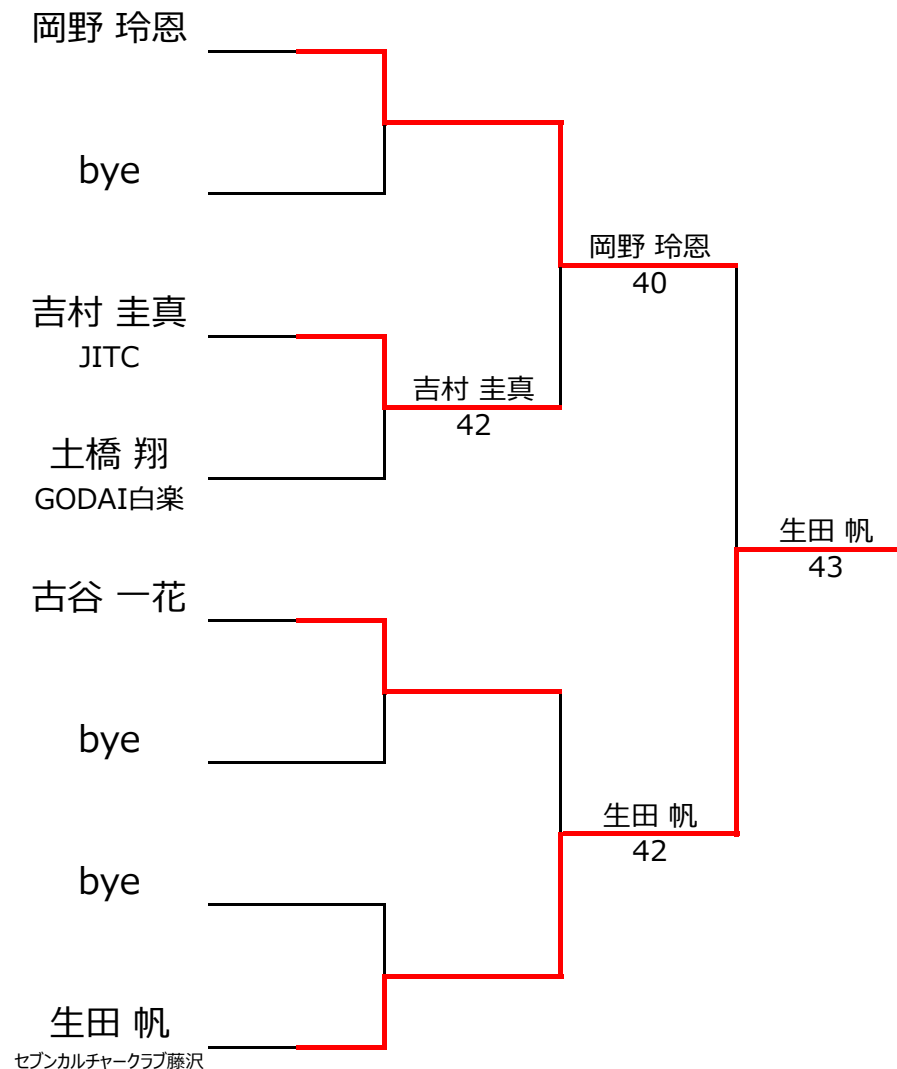 岡野 玲恩
bye
岡野 玲恩
40
吉村 圭真
JITC
吉村 圭真
42
土橋 翔
GODAI白楽
生田 帆
43
古谷 一花
bye
生田 帆
42
bye
生田 帆
セブンカルチャークラブ藤沢